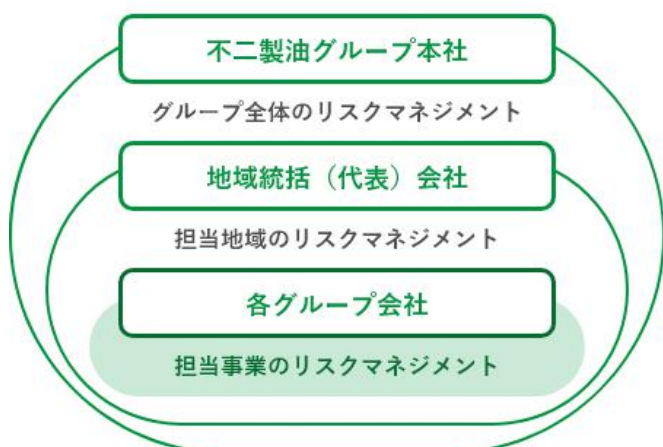 不二製油グループ本社
グループ全体のリスクマネジメント
地域統括（代表）会社
担当地域のリスクマネジメント
各グループ会社
担当事業のリスクマネジメント